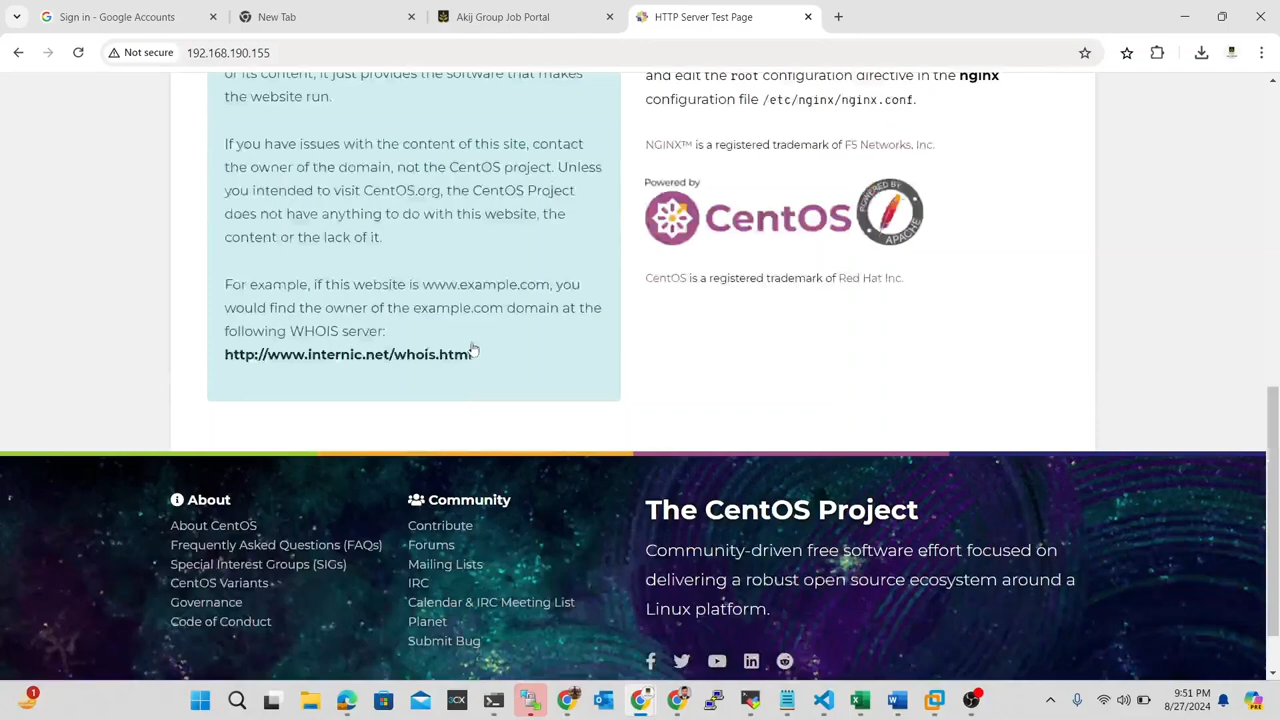 Sign in - Google Accounts
New Tab
Akij Group Job Portal
HTTP Server Test Page
Not secure
192.168.190.155
of its content, it just provides the software that makes
the website run.
If you have issues with the content of this site, contact
the owner of the domain, not the CentOS project. Unless
you intended to visit CentOS.org, the CentOS Project
does not have anything to do with this website, the
content or the lack of it.
For example, if this website is www.example.com, you
would find the owner of the example.com domain at the
following WHOIS server:
http://www.internic.net/whois.html
and edit the root configuration directive in the nginx
configuration file /etc/nginx/nginx.conf.
NGINX™ is a registered trademark of F5 Networks, Inc.
Powered by
CentOS
POWERED BY
APACHE
CentOS is a registered trademark of Red Hat Inc.
About
About CentOS
Frequently Asked Questions (FAQs)
Special Interest Groups (SIGs)
CentOS Variants
Governance
Code of Conduct
Community
Contribute
Forums
Mailing Lists
IRC
Calendar & IRC Meeting List
Planet
Submit Bug
The CentOS Project
Community-driven free software effort focused on
delivering a robust open source ecosystem around a
Linux platform.
1
3CX
9:51 PM
8/27/2024
PRE